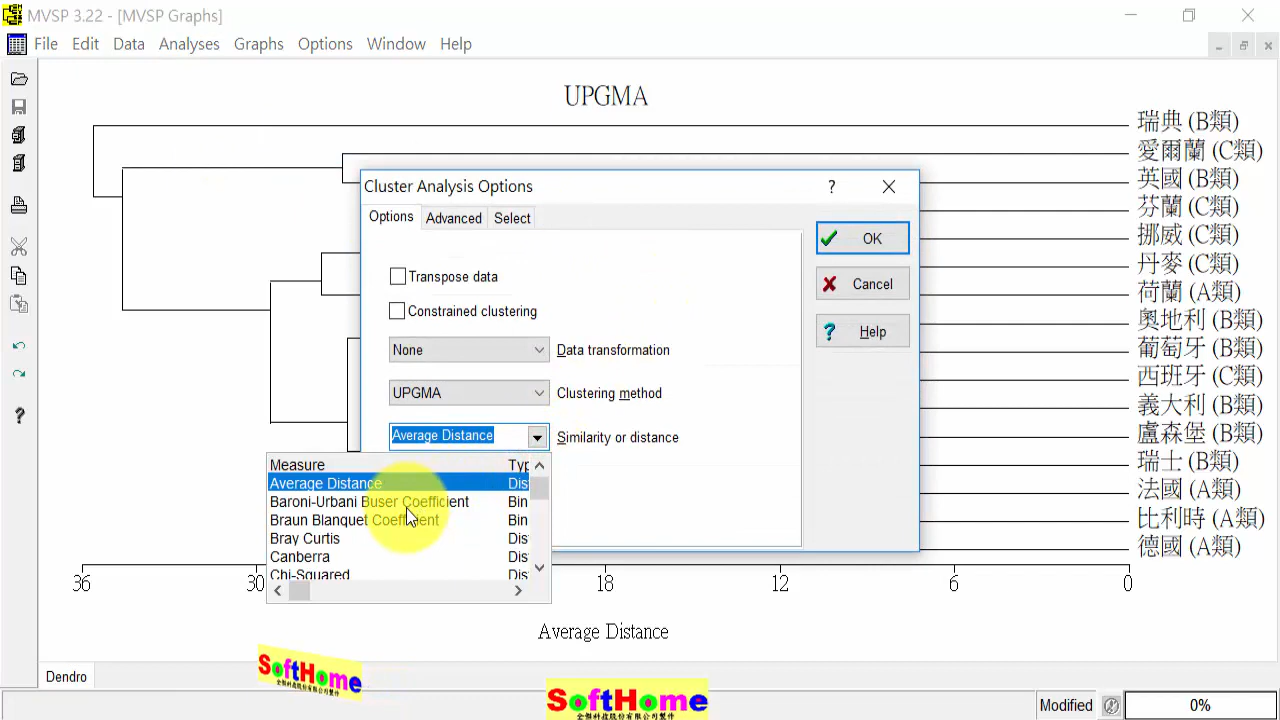 MVSP 3.22 - [MVSP Graphs]
File Edit Data Analyses Graphs Options Window Help
UPGMA
瑞典 (B類)
愛爾蘭 (C類)
英國 (B類)
芬蘭 (C類)
挪威 (C類)
丹麥 (C類)
荷蘭 (A類)
奧地利 (B類)
葡萄牙 (B類)
西班牙 (C類)
義大利 (B類)
盧森堡 (B類)
瑞士 (B類)
法國 (A類)
比利時 (A類)
德國 (A類)
Cluster Analysis Options
Options Advanced Select
Transpose data
Constrained clustering
None Data transformation
UPGMA Clustering method
Average Distance Similarity or distance
OK
Cancel
Help
Measure Typ
Average Distance Dis
Baroni-Urbani Buser Coefficient Bin
Braun Blanquet Coefficient Bin
Bray Curtis Dis
Canberra Dis
Chi-Squared Dis
36 30 18 12 6 0
Average Distance
Dendro
SoftHome
SoftHome
Modified 0%